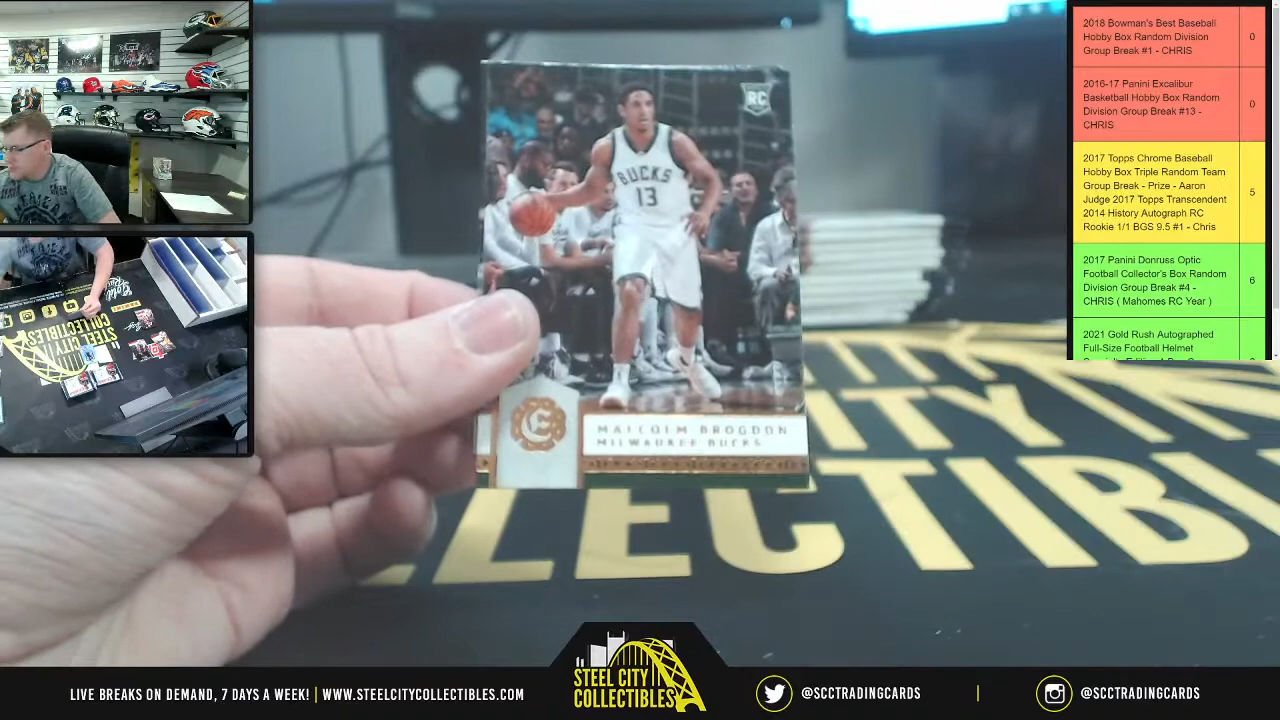 2018 Bowman's Best Baseball
Hobby Box Random Division
Group Break #1 - CHRIS
0
2016-17 Panini Excalibur
Basketball Hobby Box Random
Division Group Break #13 -
CHRIS
0
2017 Topps Chrome Baseball
Hobby Box Triple Random Team
Group Break - Prize - Aaron
Judge 2017 Topps Transcendent
2014 History Autograph RC
Rookie 1/1 BGS 9.5 #1 - Chris
5
2017 Panini Donruss Optic
Football Collector's Box Random
Division Group Break #4 -
CHRIS ( Mahomes RC Year )
6
2021 Gold Rush Autographed
Full-Size Football Helmet
RC
BUCKS
13
E
MALCOLM BROGDON
MILWAUKEE BUCKS
STEEL CITY
COLLECTIBLES
LIVE BREAKS ON DEMAND, 7 DAYS A WEEK! | WWW.STEELCITYCOLLECTIBLES.COM
STEEL CITY
COLLECTIBLES
@SCCTRADINGCARDS
@SCCTRADINGCARDS